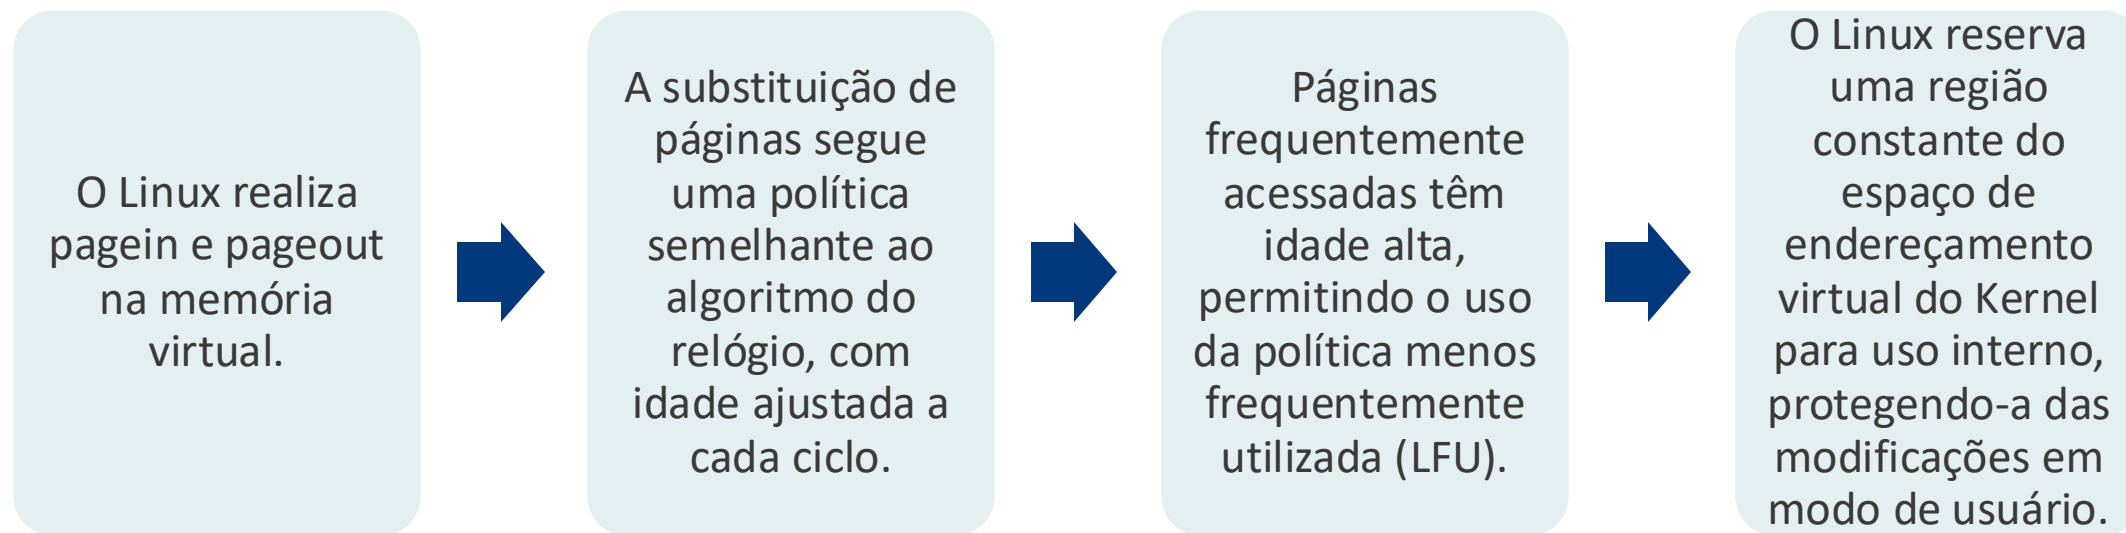 O Linux realiza
pagein e pageout
na memória
virtual.
A substituição de
páginas segue
uma política
semelhante ao
algoritmo do
relógio, com
idade ajustada a
cada ciclo.
Páginas
frequentemente
acessadas têm
idade alta,
permitindo o uso
da política menos
frequentemente
utilizada (LFU).
O Linux reserva
uma região
constante do
espaço de
endereçamento
virtual do Kernel
para uso interno,
protegendo-a das
modificações em
modo de usuário.